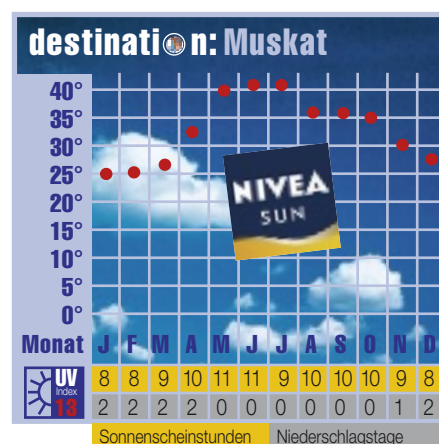 destination: Muskat
40°
35°
30°
25°
20°
15°
10°
5°
0°
NIVEA
SUN
Monat J F M A M J J A S O N D
UV
Index
13
8 8 9 10 11 11 9 10 10 10 9 8
2 2 2 2 0 0 0 0 0 0 1 2
Sonnenscheinstunden Niederschlagstage